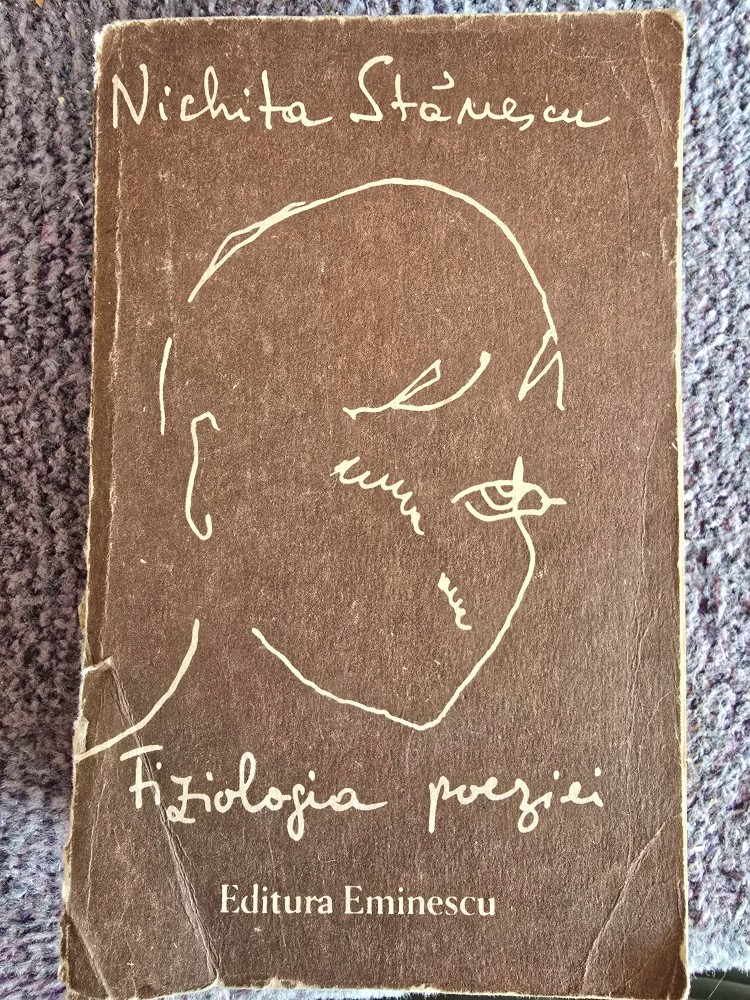 Nichita Stănescu
Fiziologia poeziei
Editura Eminescu